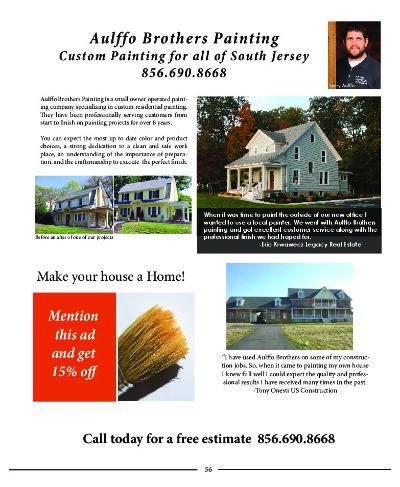 Aulffo Brothers Painting
Custom Painting for all of South Jersey
856.690.8668
Larry Aulffo
Aulffo Brothers Painting is a small owner operated paint-
ing company specializing in custom residential painting.
They have been professionally serving customers from
start to finish on painting projects for over 8 years.
You can expect the most up to date color and product
choices, a strong dedication to a clean and safe work
place, an understanding of the importance of prepara-
tion, and the craftsmanship to execute the perfect finish.
Before an after of one of our projects
When it was time to paint the outside of our new office I
wanted to use a local painter. We went with Aulffo Brothers
painting and got excellent customer service along with the
professional finish we had hoped for.
-Eric Krwawecz Legacy Real Estate
Make your house a Home!
Mention
this ad
and get
15% off
"I have used Aulffo Brothers on some of my construc-
tion jobs. So, when it came to painting my own house
I knew full well I could expect the quality and profes-
sional results I have received many times in the past.
-Tony Onesti US Construction
Call today for a free estimate 856.690.8668
56